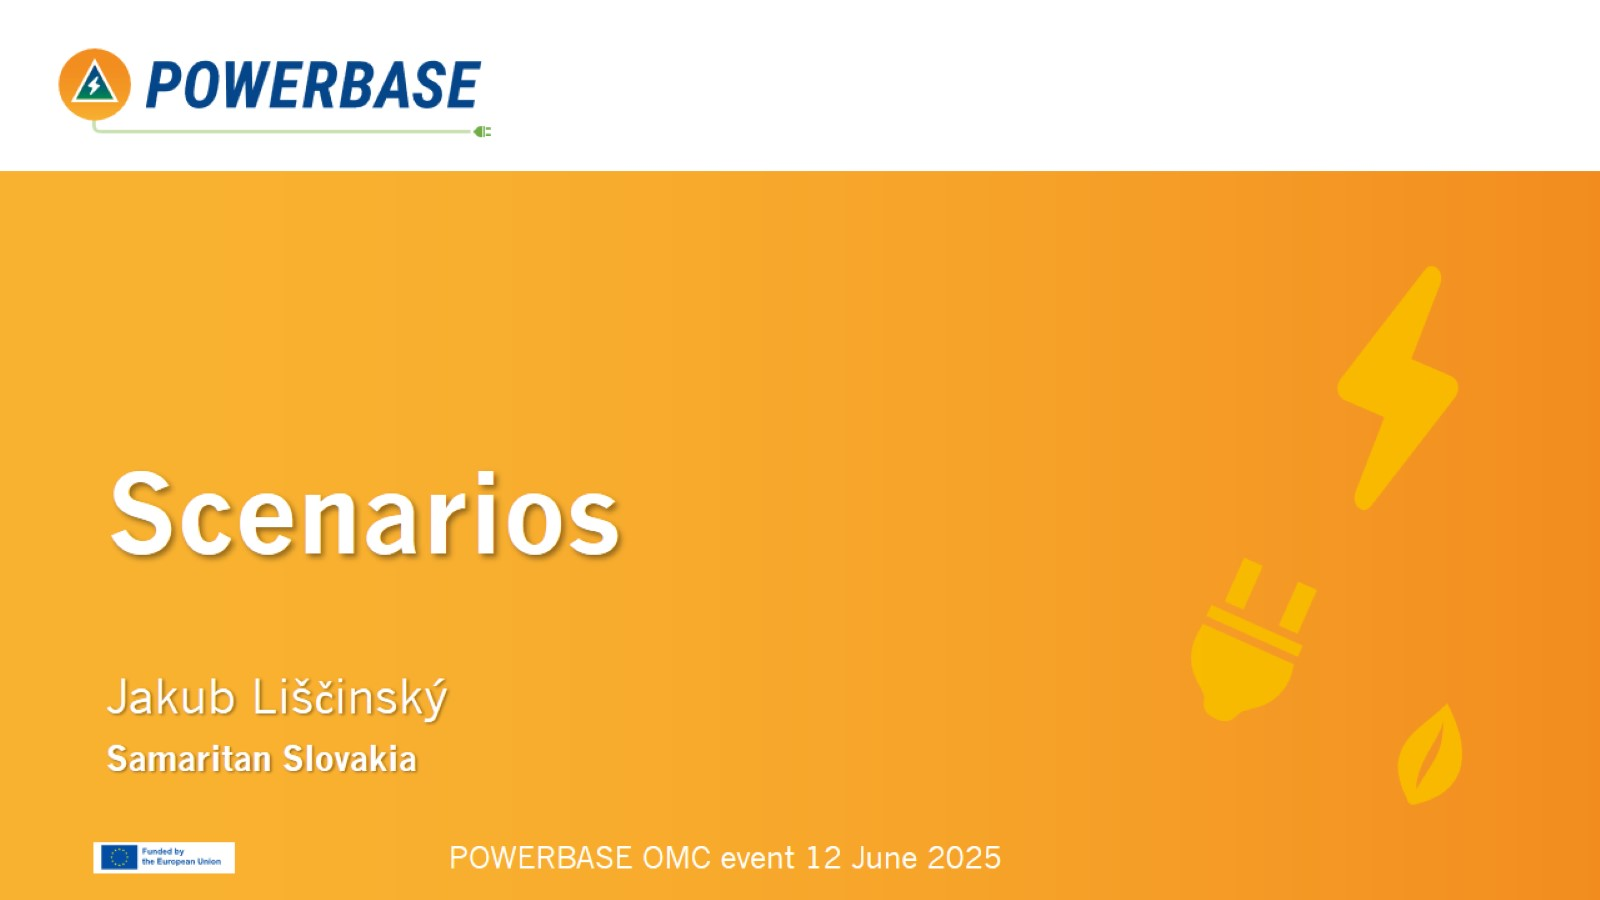 POWERBASE
Scenarios
Jakub Liščinský
Samaritan Slovakia
Funded by
the European Union
POWERBASE OMC event 12 June 2025